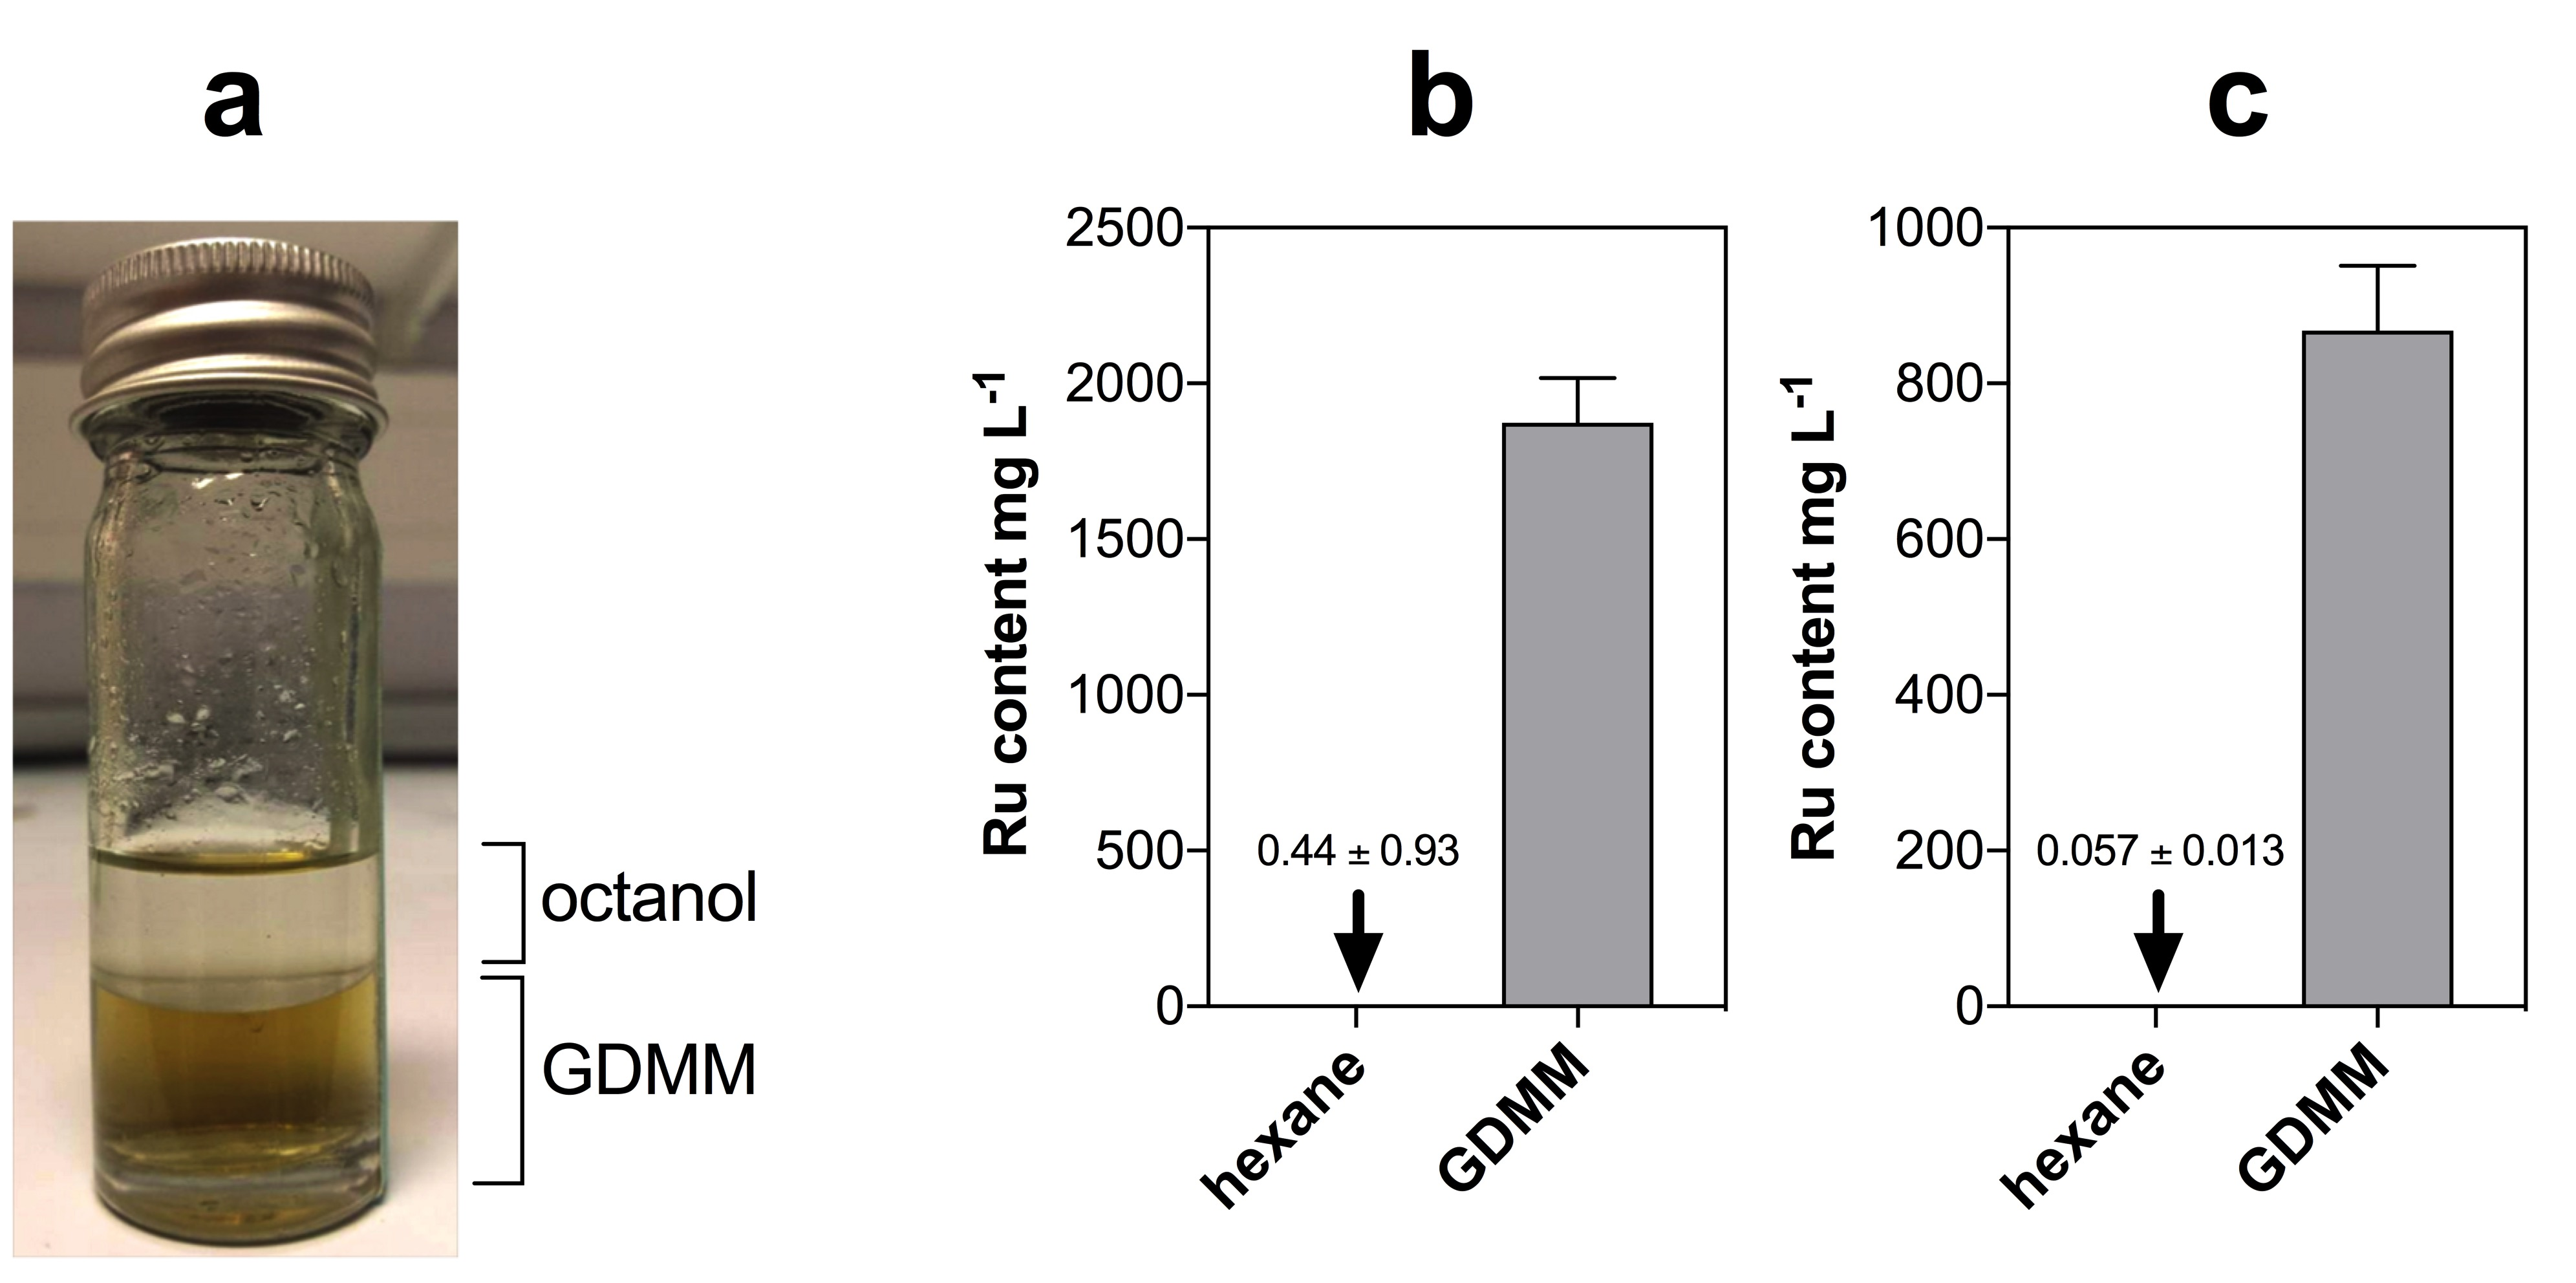 a
octanol
GDMM
b
Ru content mg L-1
2500
2000
1500
1000
500
0
0.44 ± 0.93
hexane
GDMM
c
Ru content mg L-1
1000
800
600
400
200
0
0.057 ± 0.013
hexane
GDMM